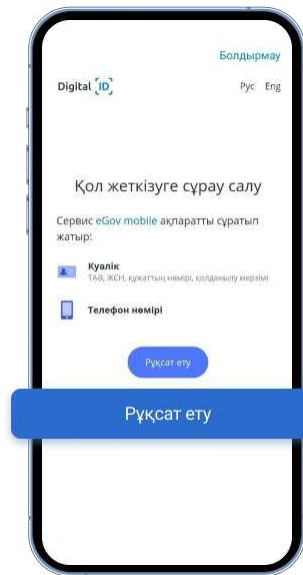 Болдырмау
Digital ID
Рус Eng
Қол жеткізуге сұрау салу
Сервис eGov mobile ақпаратты сұратып
жатыр:
Куәлік
ТАӘ, ЖСН, құжаттың нөмірі, қолданылу мерзімі
Телефон нөмірі
Рұқсат ету
Рұқсат ету